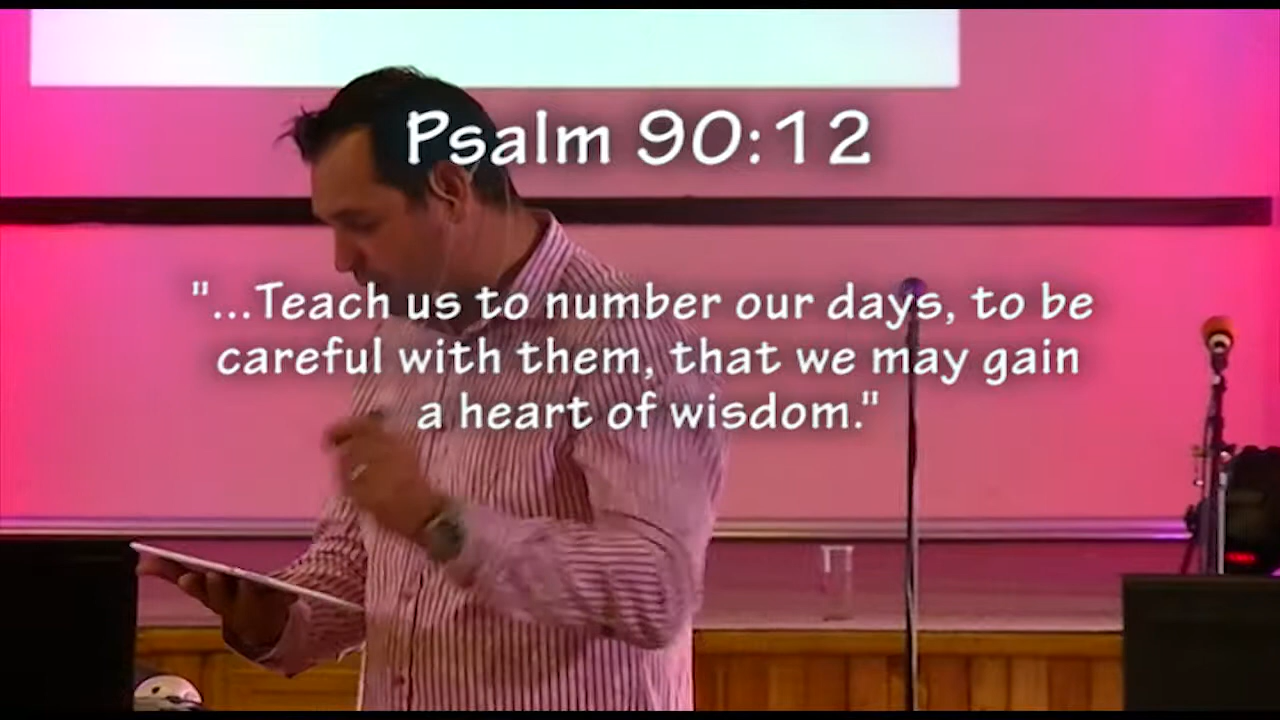 Psalm 90:12
"...Teach us to number our days, to be
careful with them, that we may gain
a heart of wisdom."